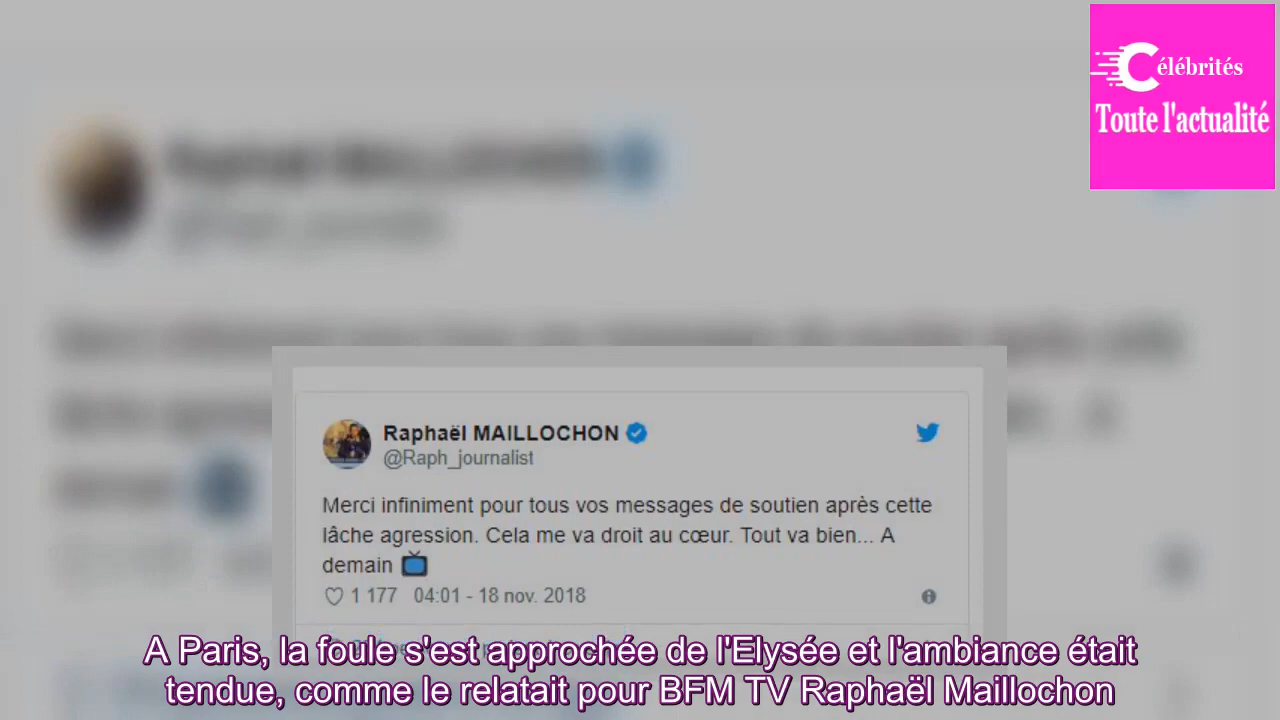 Célébrités
Toute l'actualité
Raphaël MAILLOCHON
@Raph_journalist
Merci infiniment pour tous vos messages de soutien après cette
lâche agression. Cela me va droit au cœur. Tout va bien... A
demain
1 177 04:01 - 18 nov. 2018
A Paris, la foule s'est approchée de l'Elysée et l'ambiance était
tendue, comme le relatait pour BFM TV Raphaël Maillochon